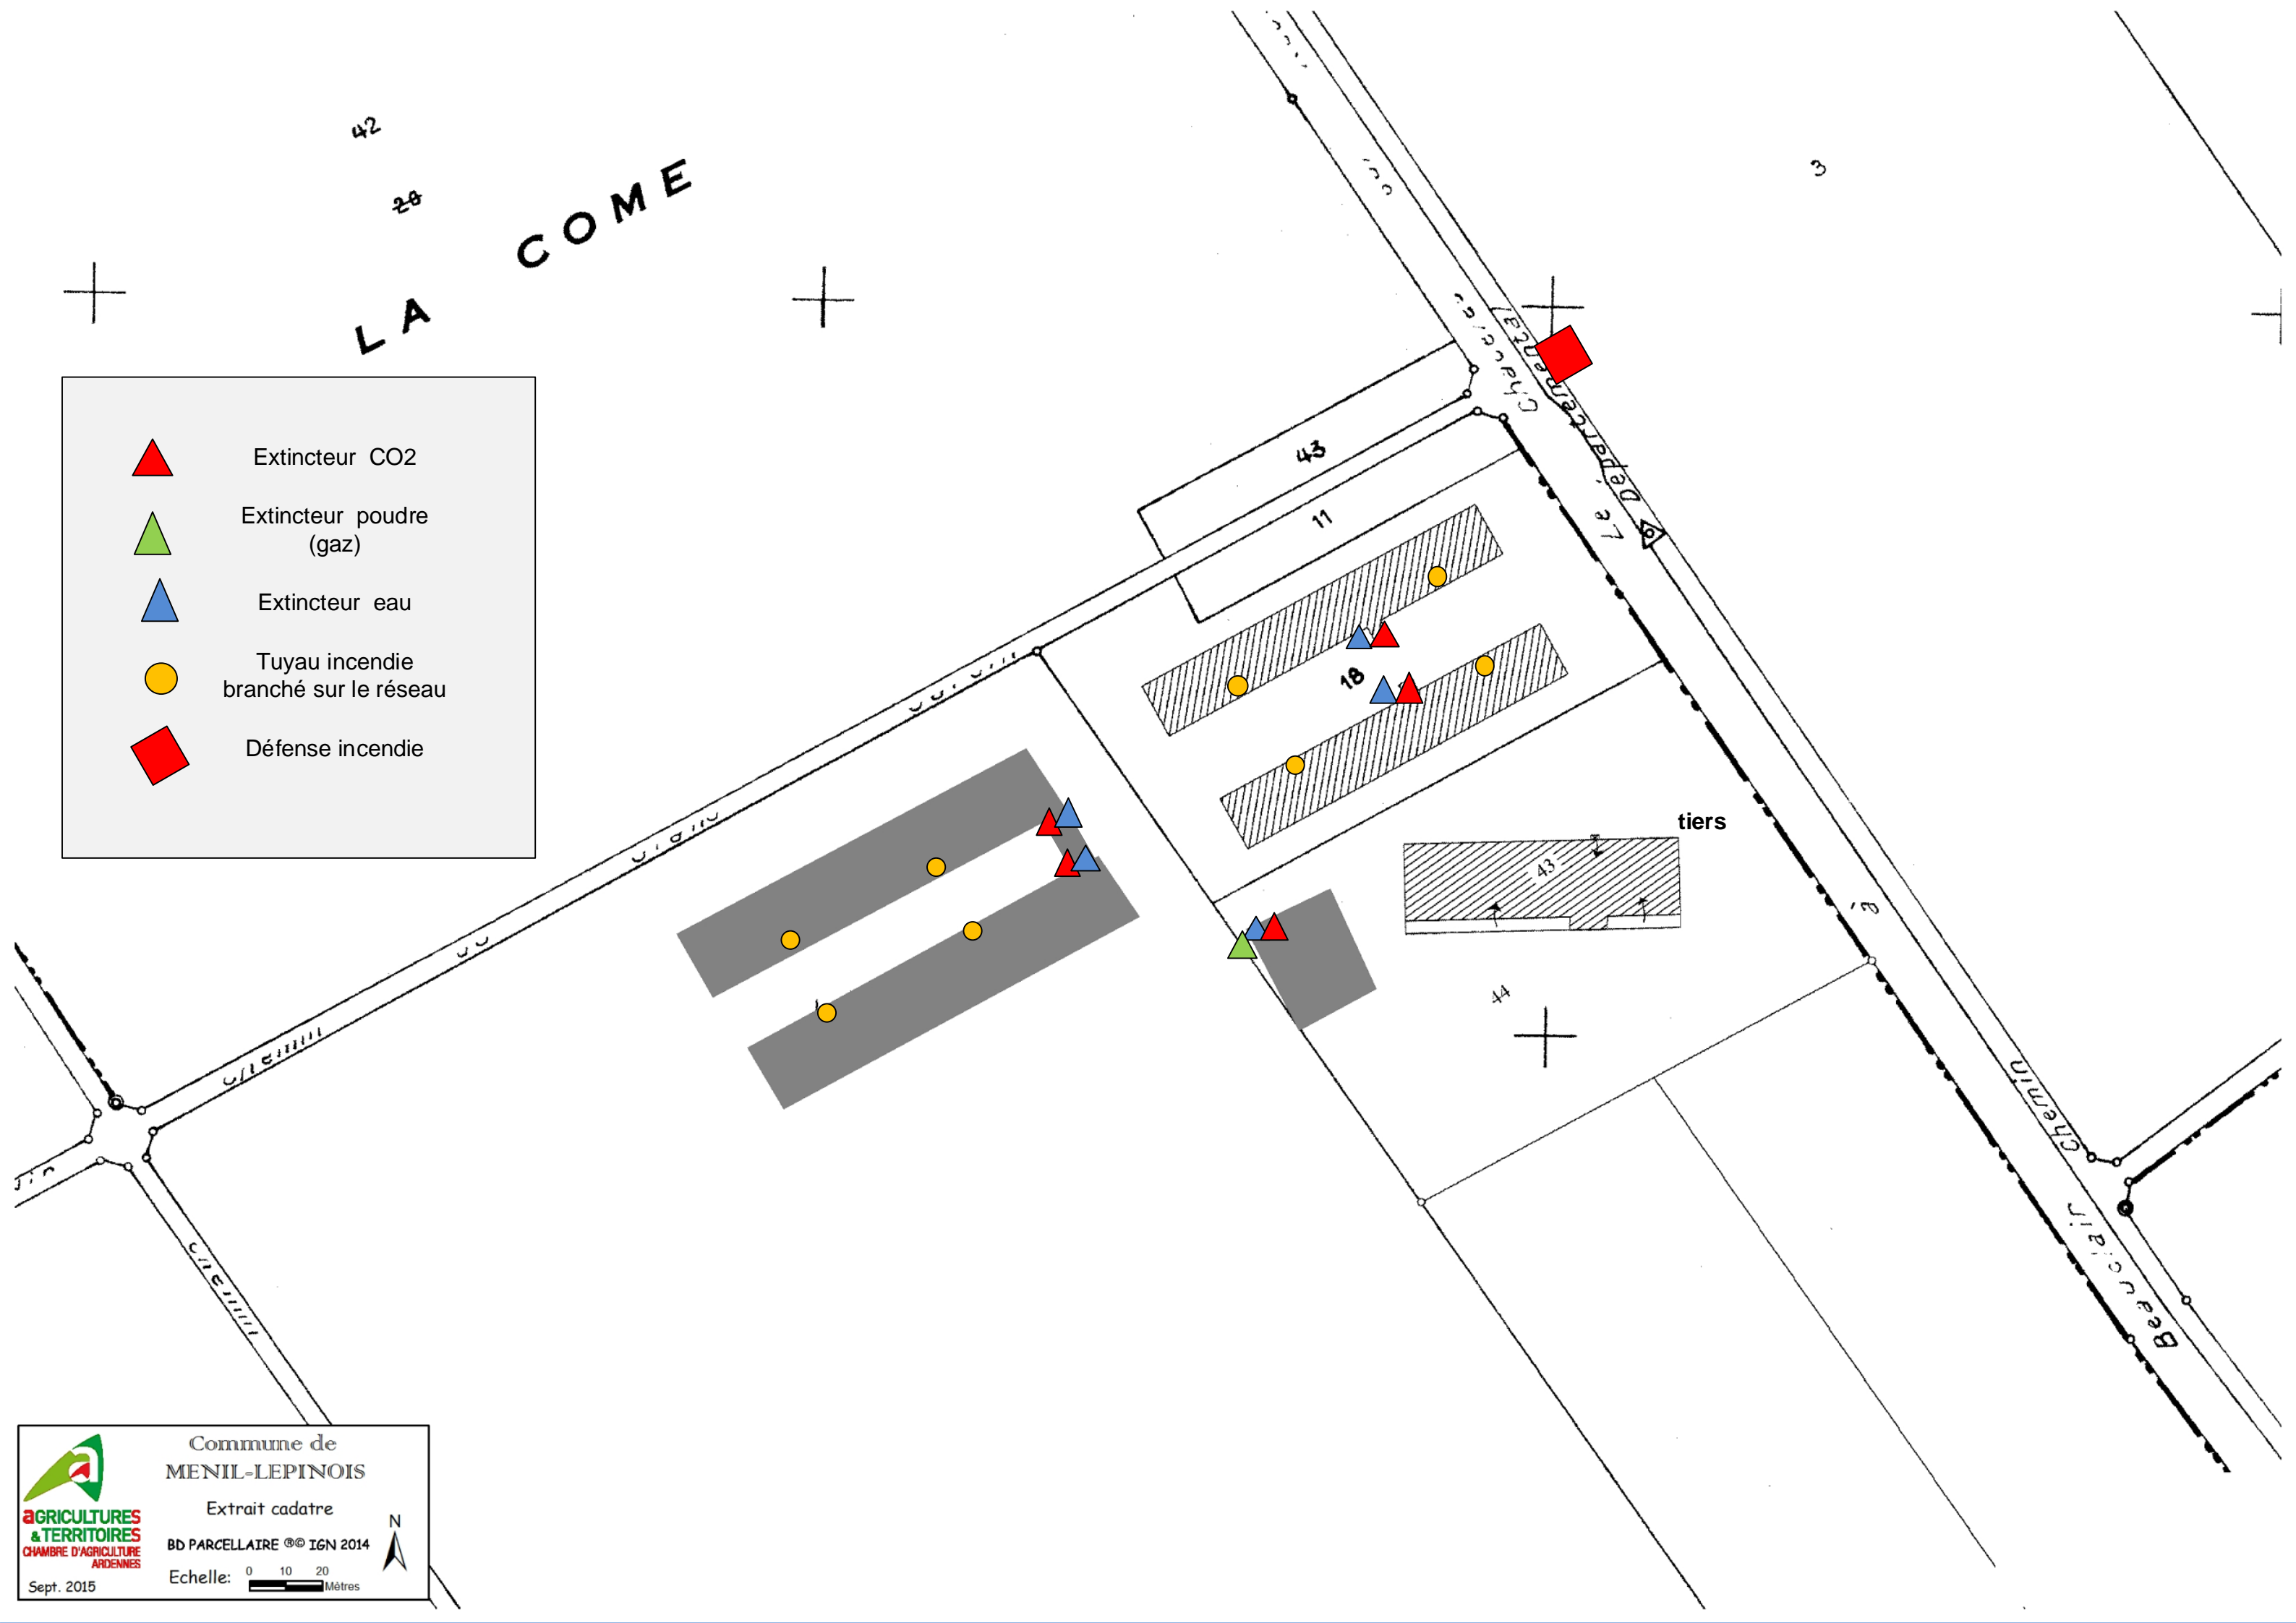 42
20
LA COME
3
Extincteur CO2
Extincteur poudre
(gaz)
Extincteur eau
Tuyau incendie
branché sur le réseau
Défense incendie
43
11
18
tiers
43
44
Le
Départemental
à
Chemin
Beauclair
Commune de
MENIL-LEPINOIS
Extrait cadatre
BD PARCELLAIRE ®© IGN 2014
N
Echelle:
0 10 20
Mètres
aGRICULTURES
& TERRITOIRES
CHAMBRE D'AGRICULTURE
ARDENNES
Sept. 2015